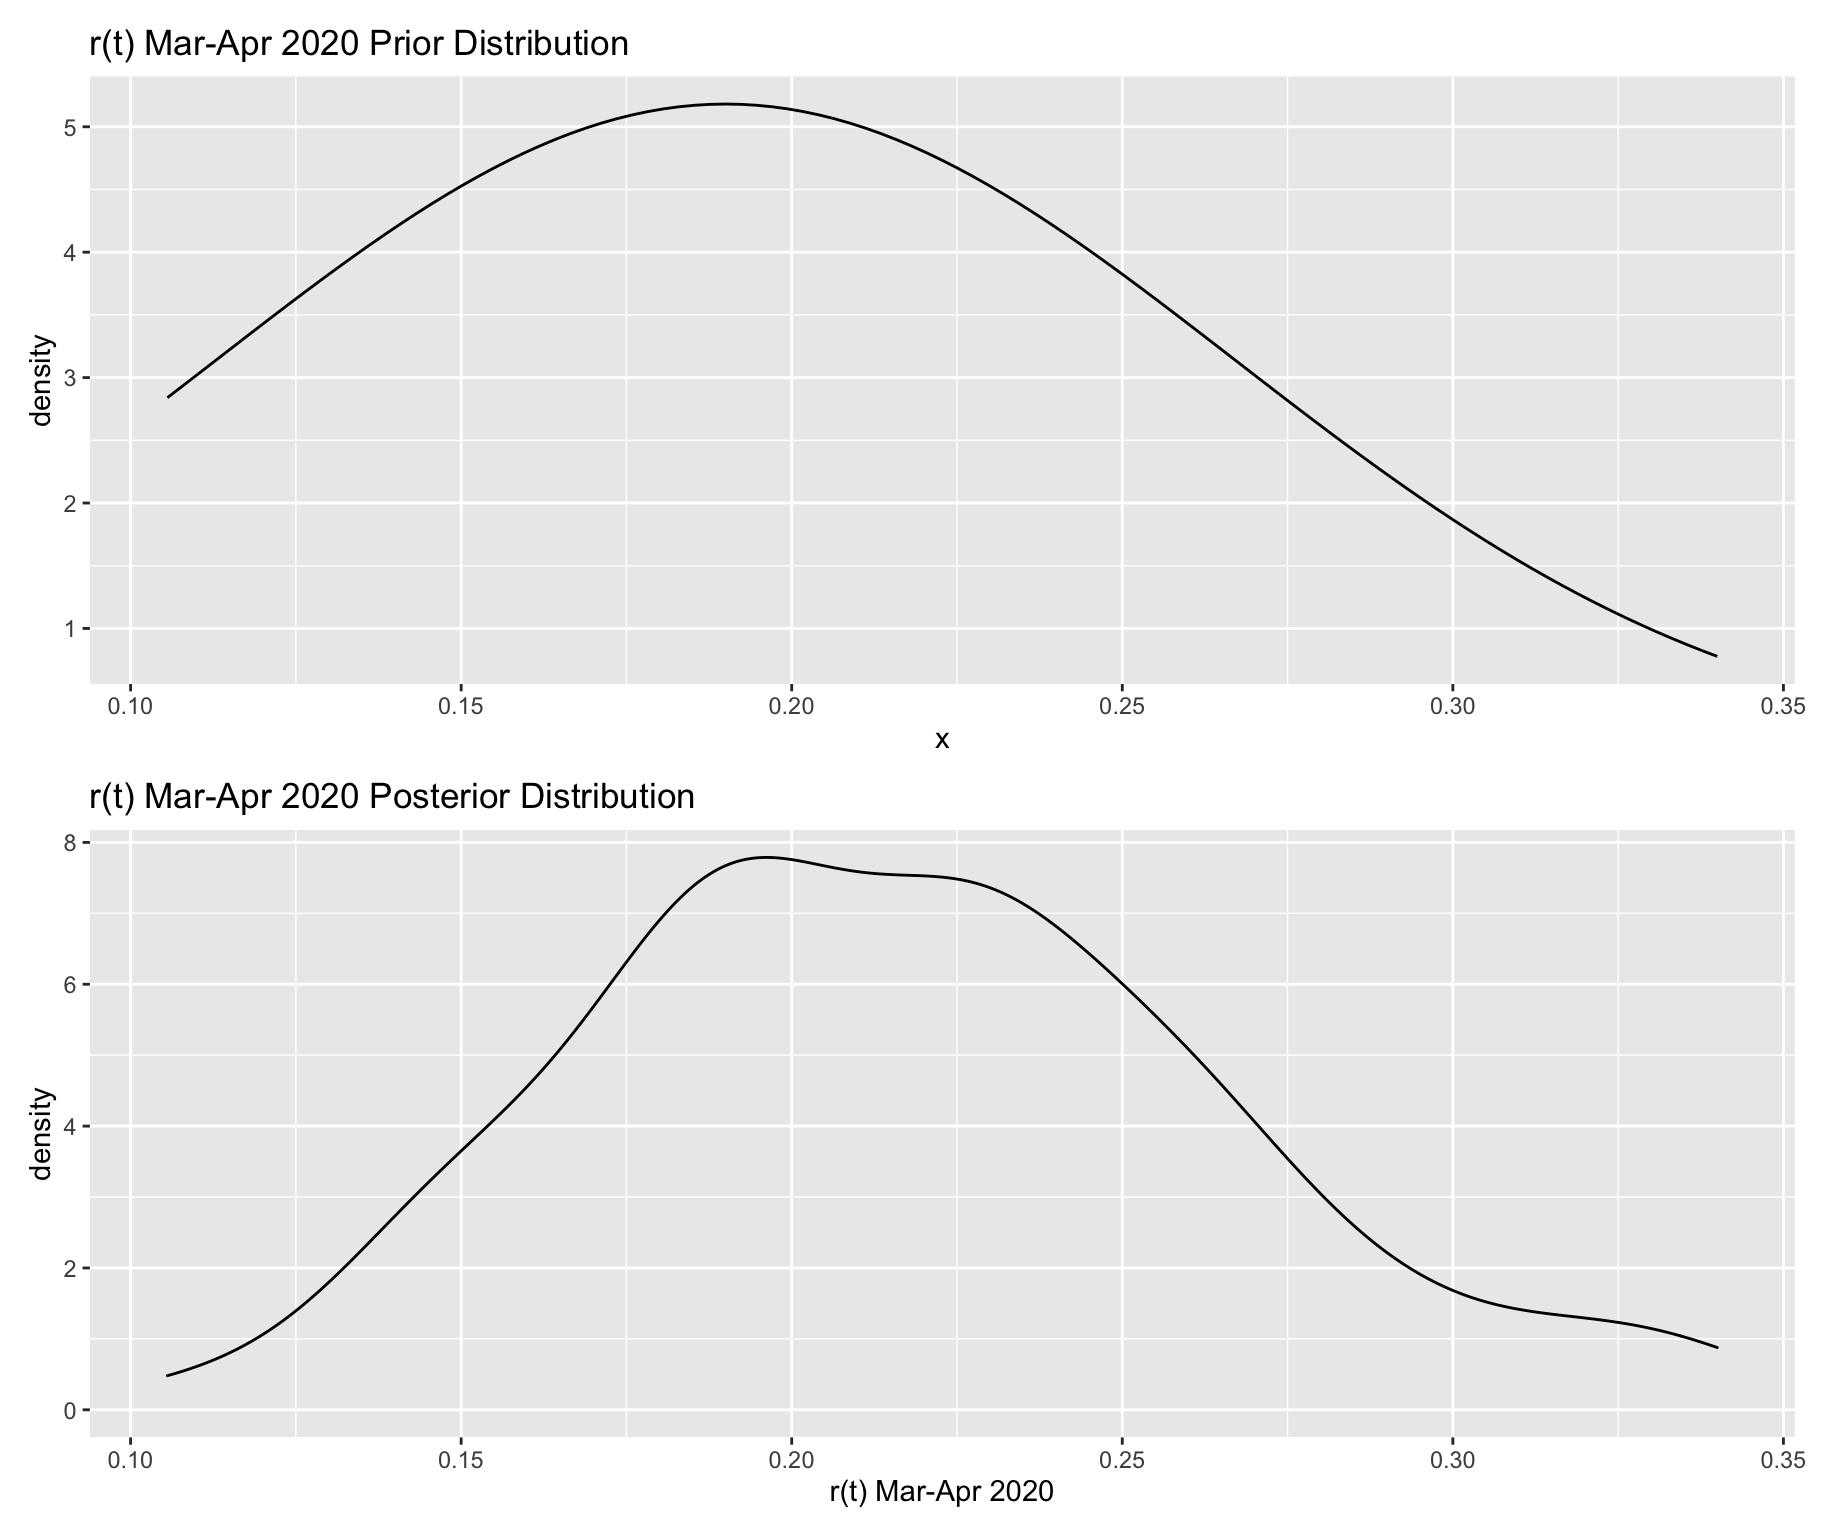 r(t) Mar-Apr 2020 Prior Distribution
5
4
3
2
1
density
0.10 0.15 0.20 0.25 0.30 0.35
x
r(t) Mar-Apr 2020 Posterior Distribution
8
6
4
2
0
density
0.10 0.15 0.20 0.25 0.30 0.35
r(t) Mar-Apr 2020